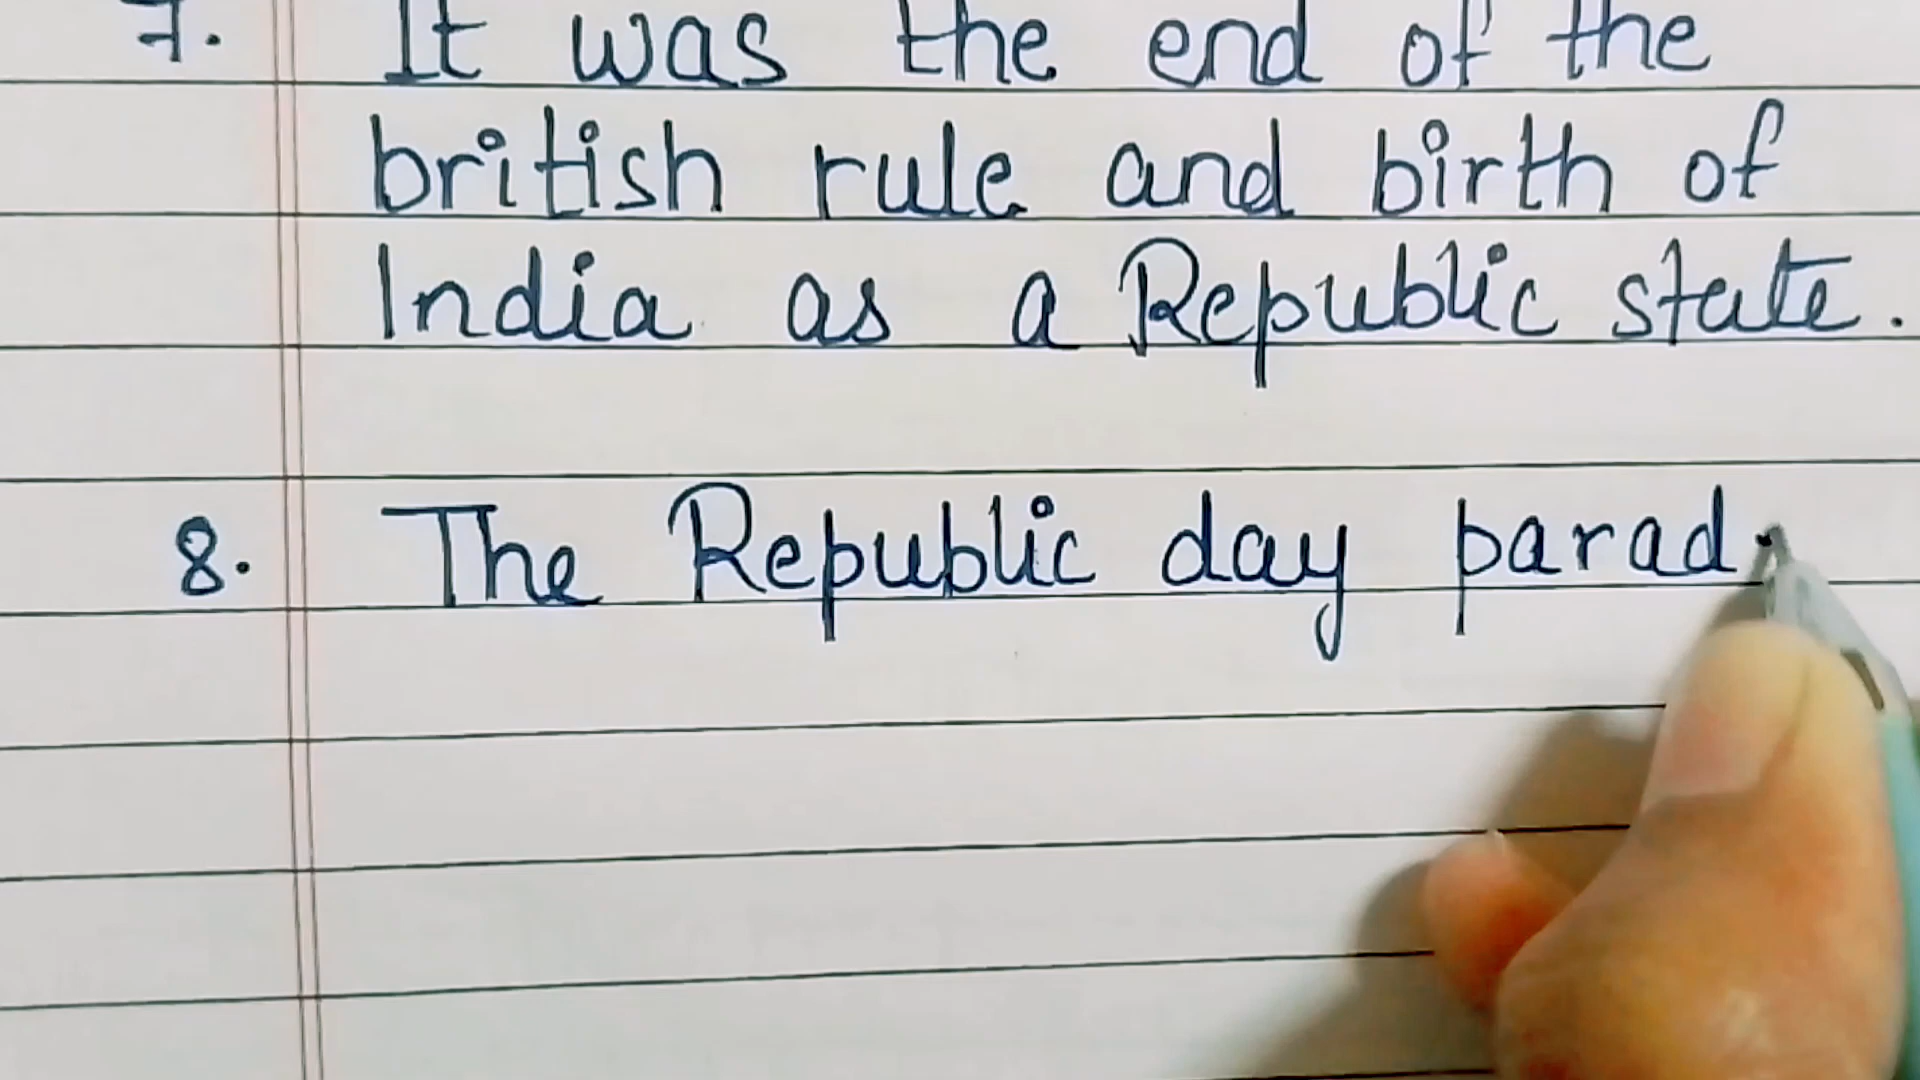 7. It was the end of the
british rule and birth of
India as a Republic state.
8. The Republic day parad